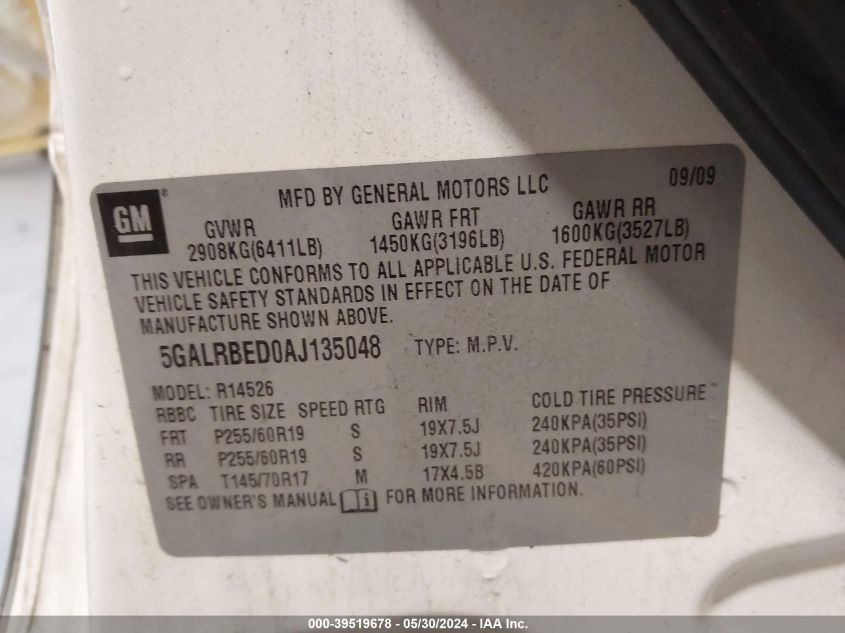 GM ®
MFD BY GENERAL MOTORS LLC 09/09
GVWR GAWR FRT GAWR RR
2908KG(6411LB) 1450KG(3196LB) 1600KG(3527LB)
THIS VEHICLE CONFORMS TO ALL APPLICABLE U.S. FEDERAL MOTOR
VEHICLE SAFETY STANDARDS IN EFFECT ON THE DATE OF
MANUFACTURE SHOWN ABOVE.
5GALRBED0AJ135048 TYPE: M.P.V.
MODEL: R14526
RBBC TIRE SIZE SPEED RTG RIM COLD TIRE PRESSURE
FRT P255/60R19 S 19X7.5J 240KPA(35PSI)
RR P255/60R19 S 19X7.5J 240KPA(35PSI)
SPA T145/70R17 M 17X4.5B 420KPA(60PSI)
SEE OWNER'S MANUAL i FOR MORE INFORMATION.
000-39519678 - 05/30/2024 - IAA Inc.